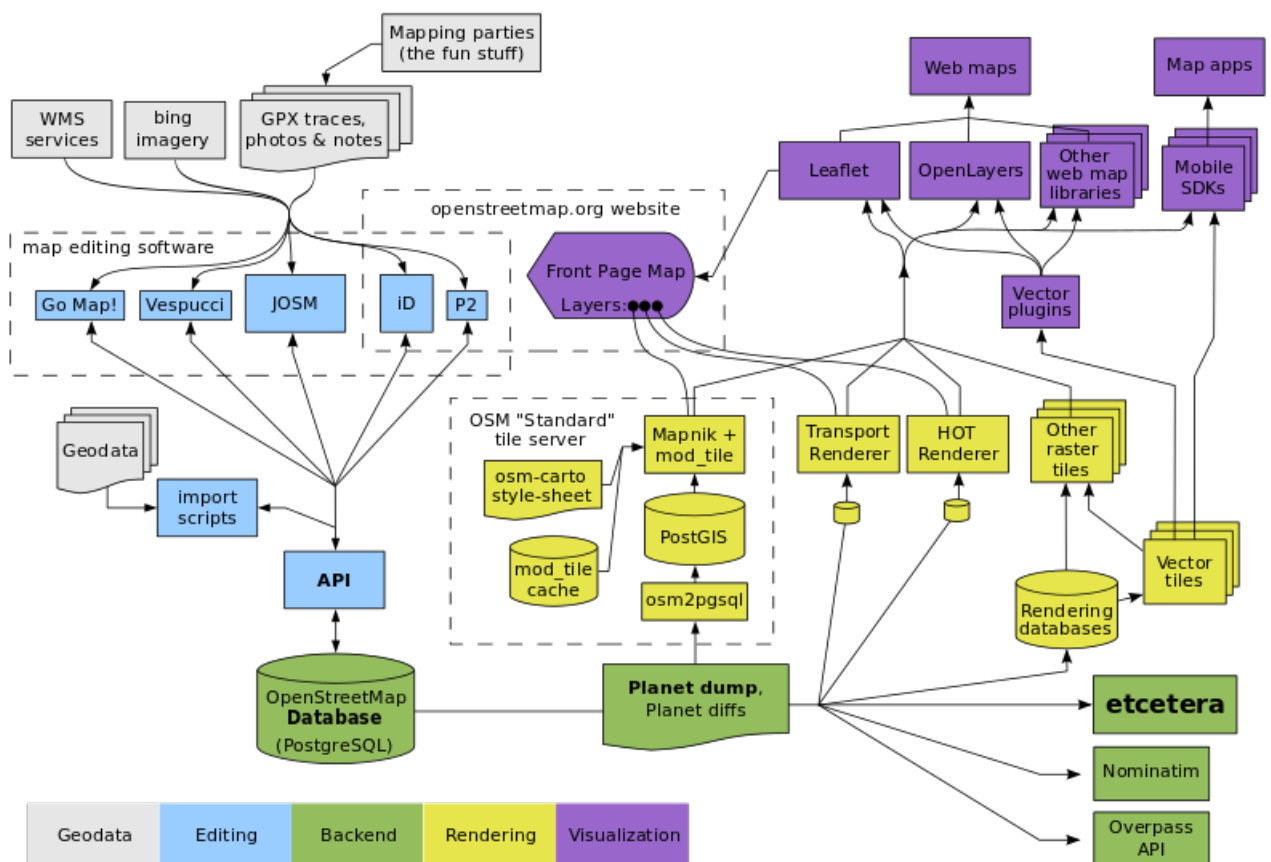 Mapping parties
(the fun stuff)
WMS
services
bing
imagery
GPX traces,
photos & notes
Web maps
Map apps
Leaflet
OpenLayers
Other
web map
libraries
Mobile
SDKs
openstreetmap.org website
map editing software
Go Map!
Vespucci
JOSM
iD
P2
Front Page Map
Layers:
Vector
plugins
Geodata
import
scripts
API
OSM "Standard"
tile server
Mapnik +
mod_tile
osm-carto
style-sheet
PostGIS
mod_tile
cache
osm2pgsql
Transport
Renderer
HOT
Renderer
Other
raster
tiles
Vector
tiles
Rendering
databases
OpenStreetMap
Database
(PostgreSQL)
Planet dump,
Planet diffs
etcetera
Nominatim
Overpass
API
Geodata
Editing
Backend
Rendering
Visualization